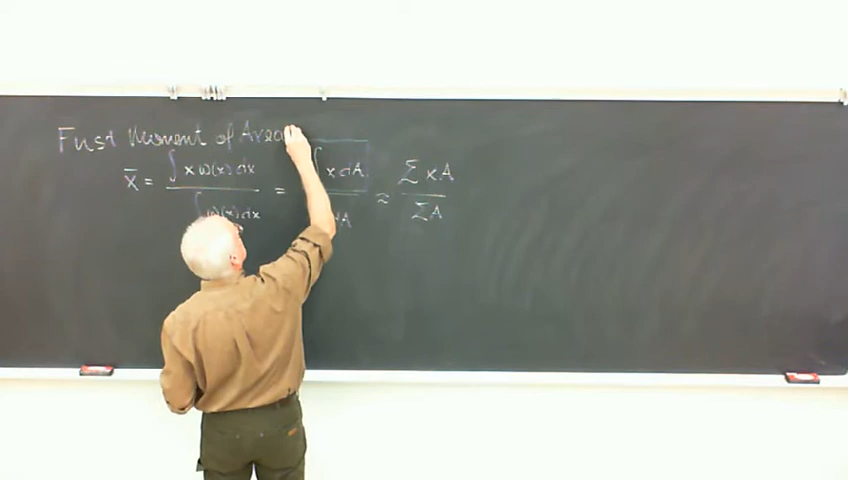 First Moment of Area
x̄ = ∫ x w(x) dx / ∫ w(x) dx = ∫ x dA / dA ≈ ∑ x A / ∑ A